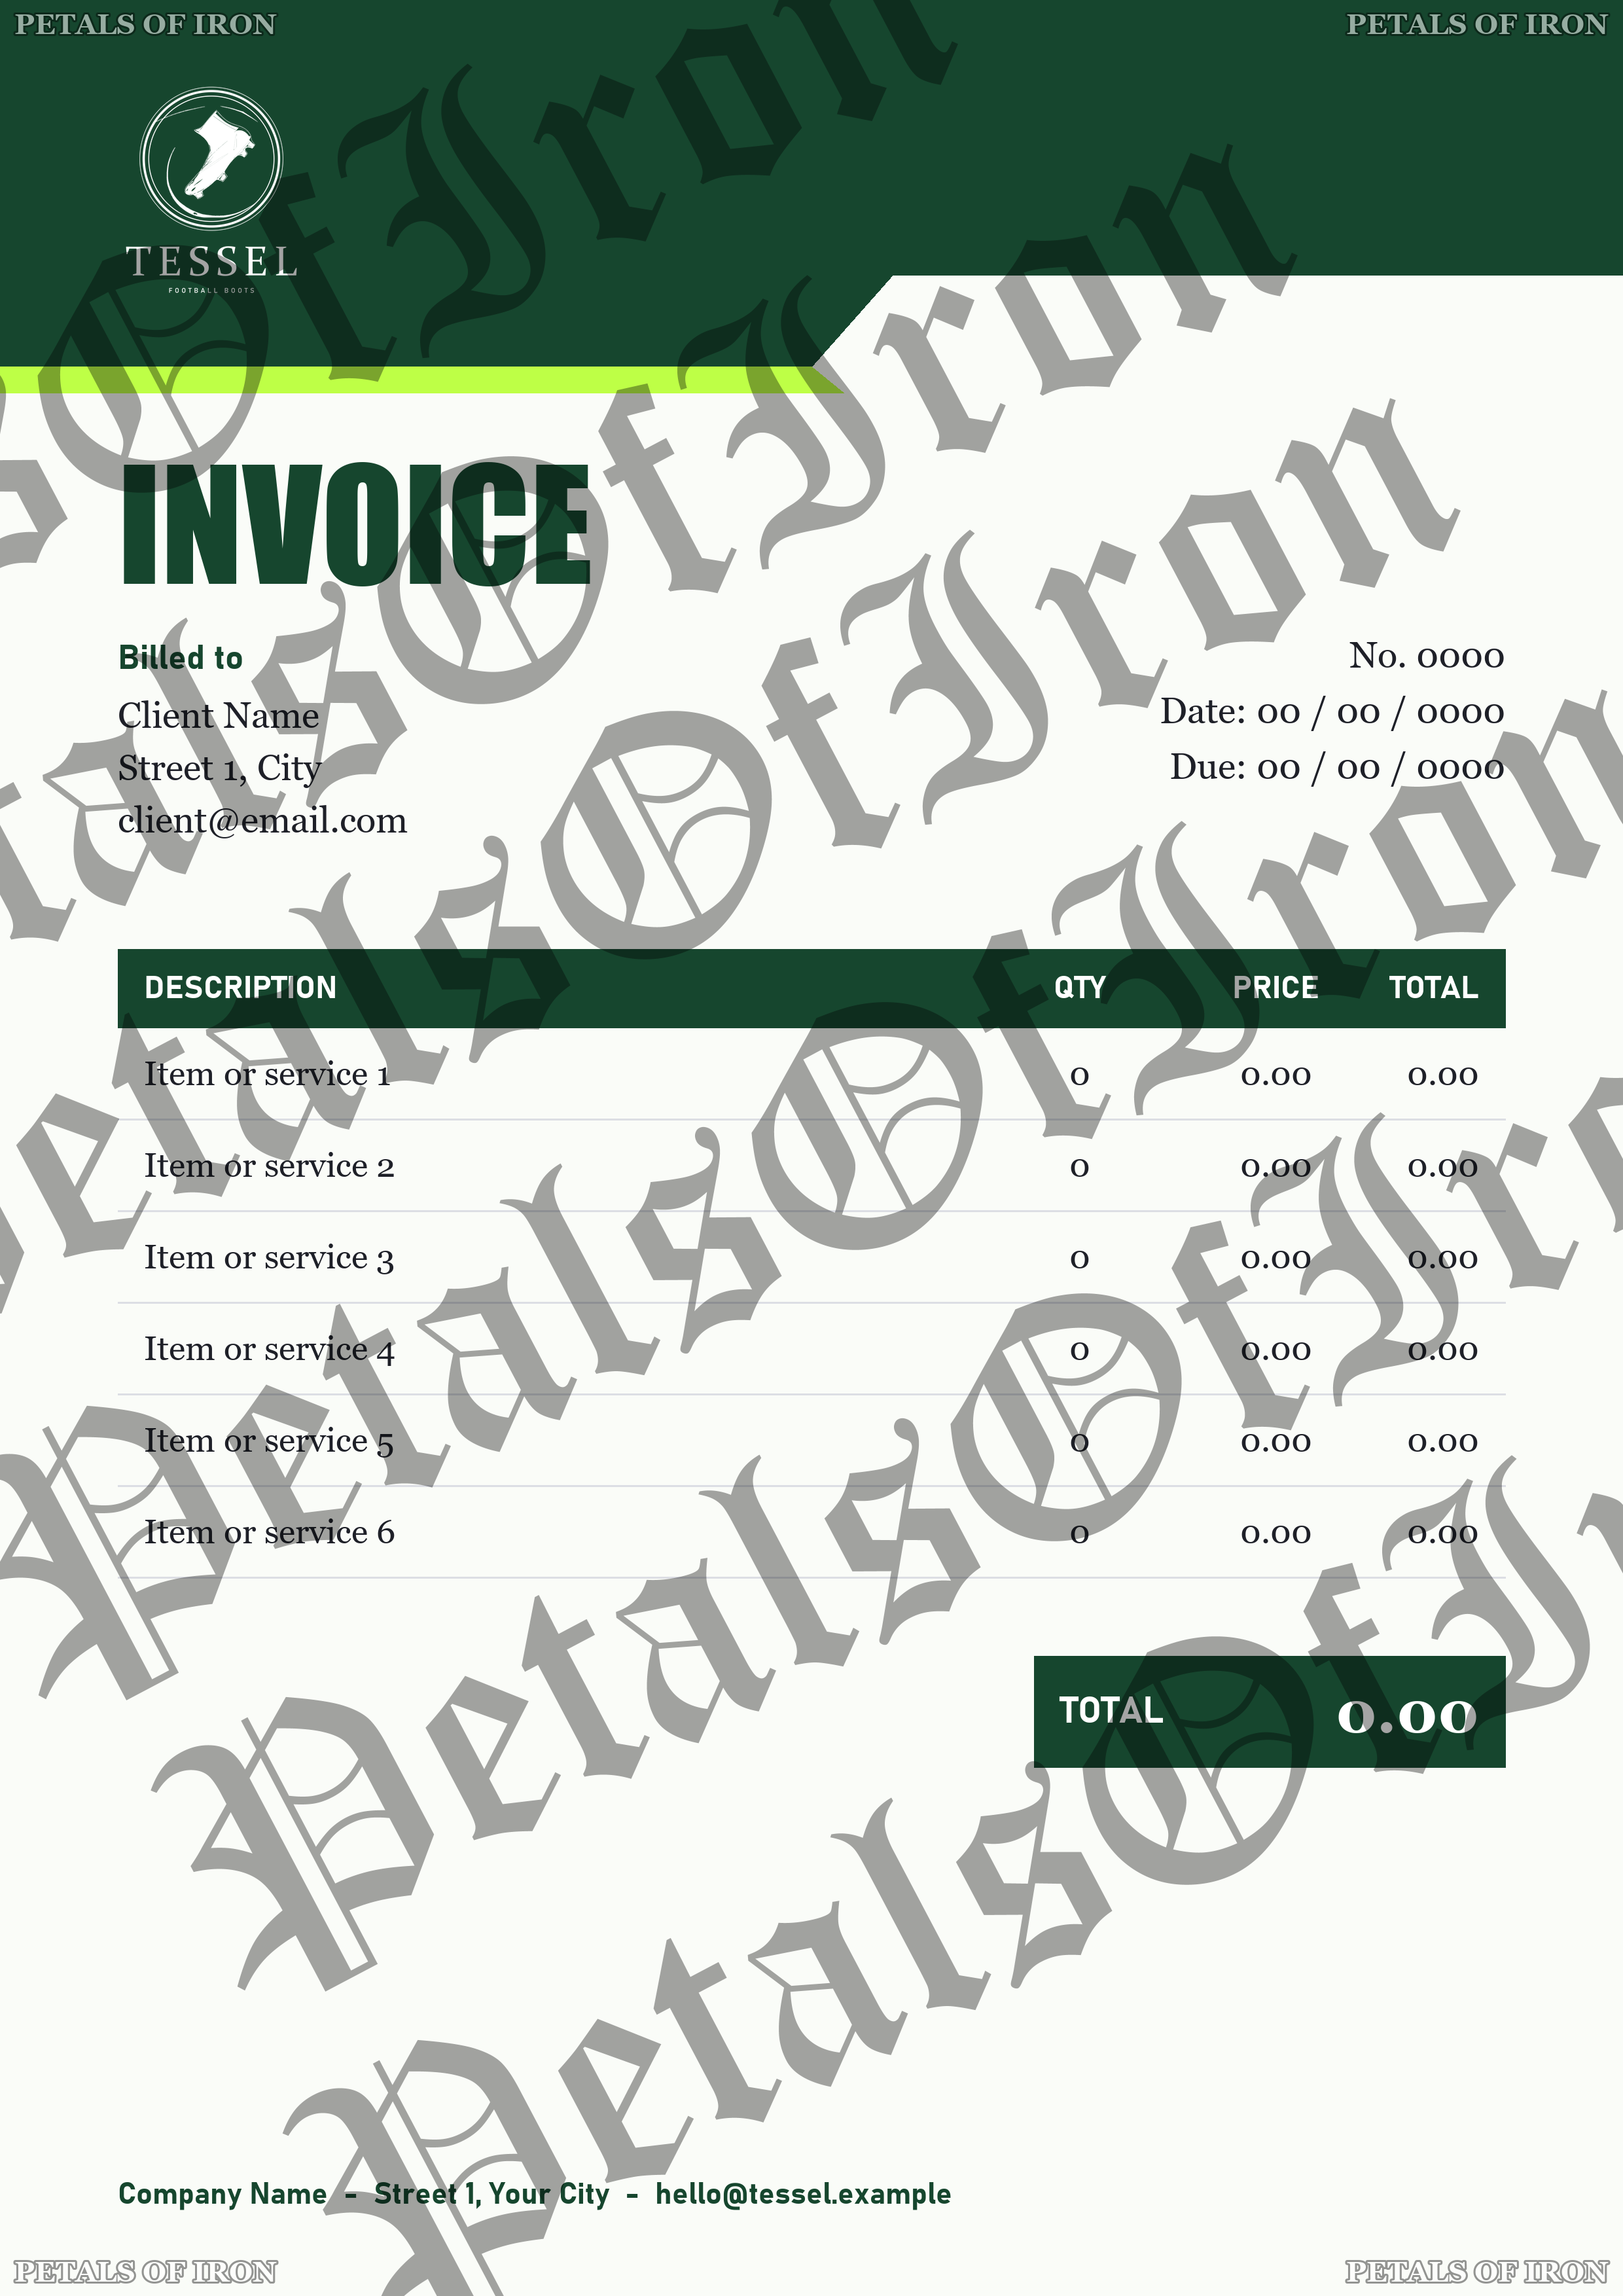 PETALS OF IRON PETALS OF IRON
TESSEL
FOOTBALL BOOTS
sOfIron
INVOICE
talsOfIron
Billed to
Client Name
Street 1, City
client@email.com
No. 0000
Date: 00 / 00 / 0000
Due: 00 / 00 / 0000
PetalsOfIron
DESCRIPTION QTY PRICE TOTAL
Item or service 1 0 0.00 0.00
Item or service 2 0 0.00 0.00
Item or service 3 0 0.00 0.00
Item or service 4 0 0.00 0.00
Item or service 5 0 0.00 0.00
Item or service 6 0 0.00 0.00
PetalsOfIron
TOTAL 0.00
PetalsOfIro
PetalsOfIr
Company Name - Street 1, Your City - hello@tessel.example
PETALS OF IRON PETALS OF IRON